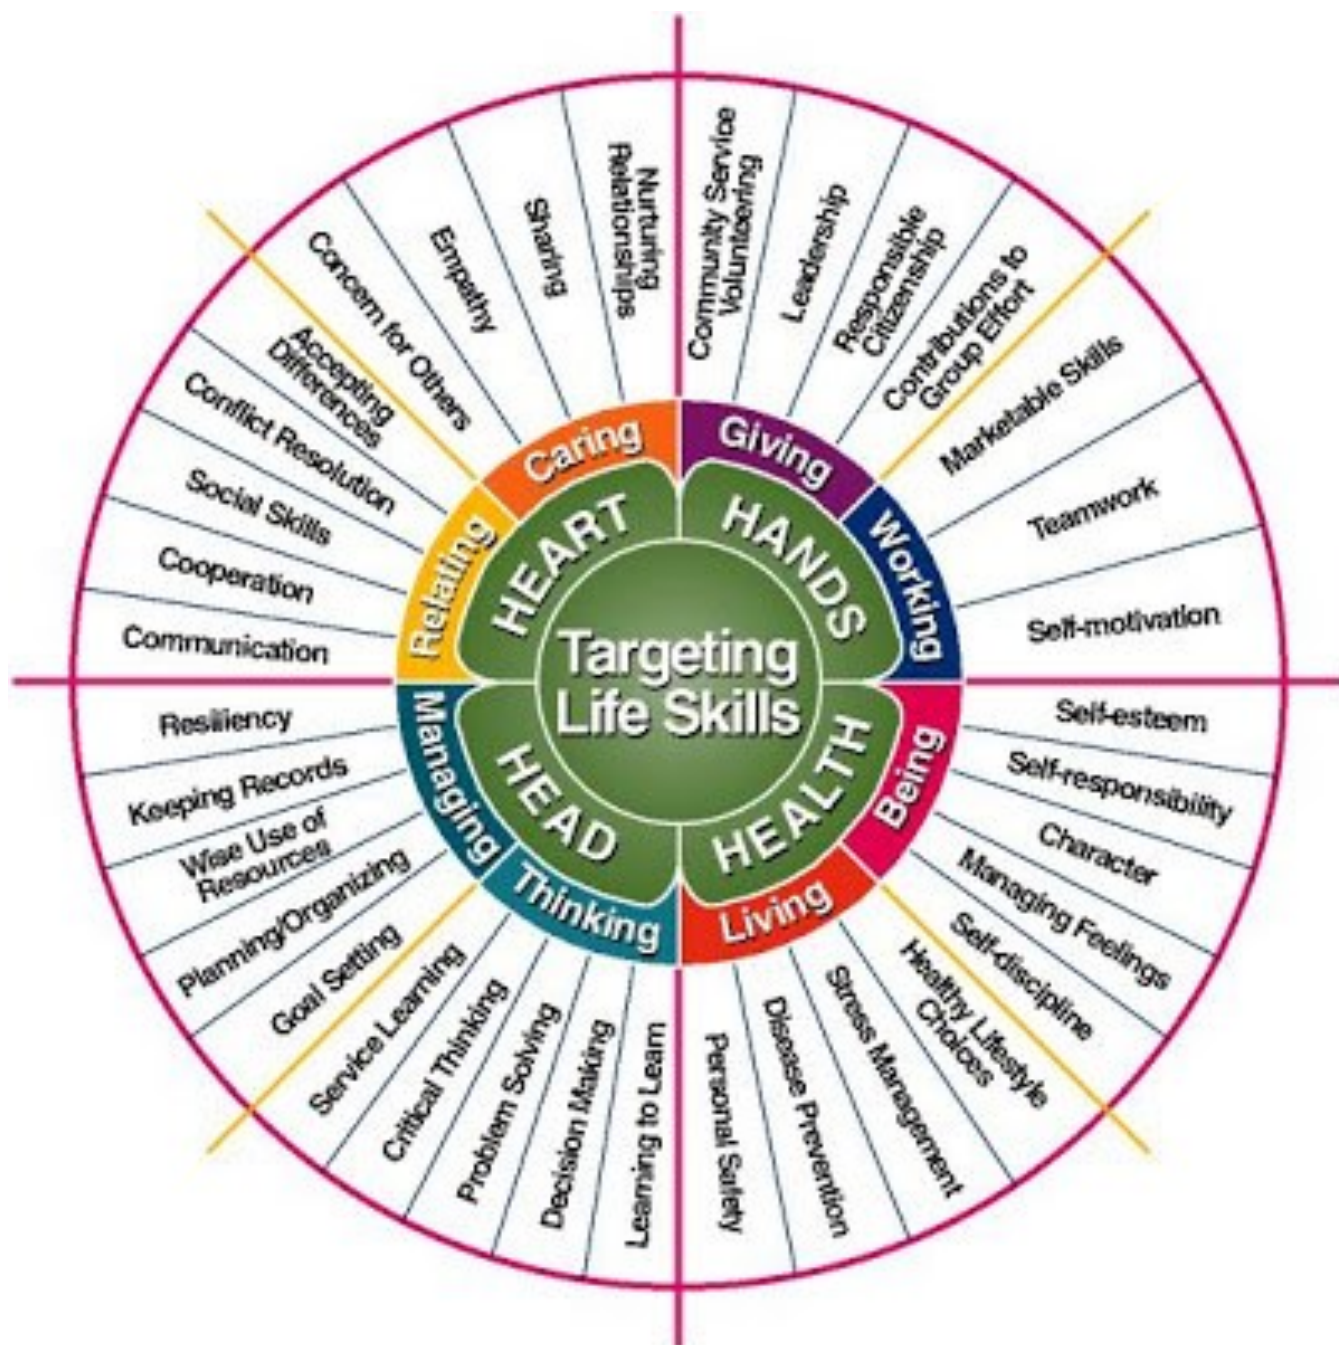 Targeting
Life Skills
HEART
Caring
Nurturing
Relationships
Sharing
Empathy
Concern for Others
Relating
Accepting
Differences
Conflict Resolution
Social Skills
Cooperation
Communication
HANDS
Giving
Community Service
Volunteering
Leadership
Responsible
Citizenship
Contributions to
Group Effort
Working
Marketable Skills
Teamwork
Self-motivation
HEALTH
Being
Self-esteem
Self-responsibility
Character
Managing Feelings
Self-discipline
Living
Healthy Lifestyle
Choices
Stress Management
Disease Prevention
Personal Safety
HEAD
Thinking
Learning to Learn
Decision Making
Problem Solving
Critical Thinking
Service Learning
Managing
Goal Setting
Planning/Organizing
Wise Use of
Resources
Keeping Records
Resiliency